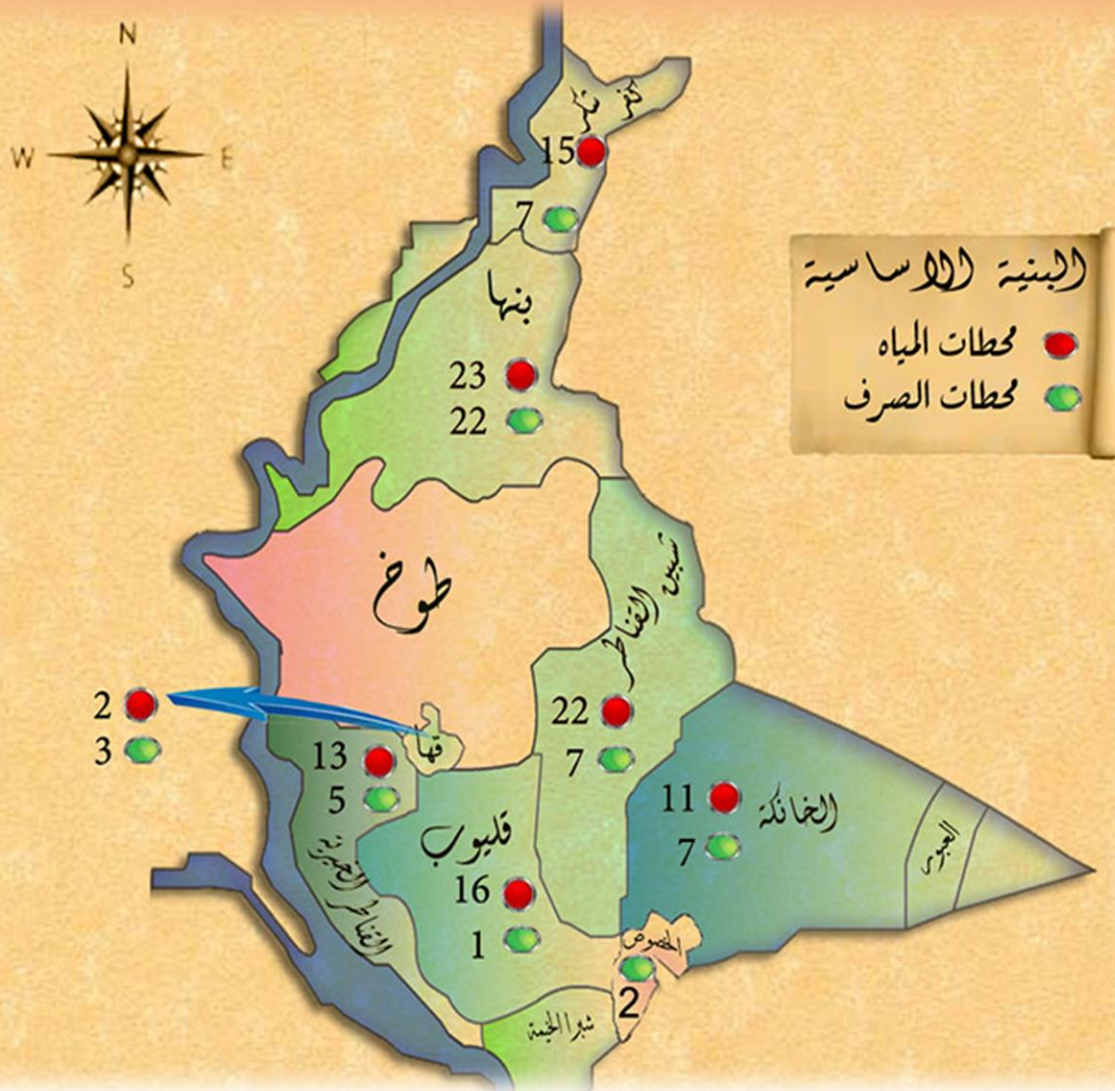 N
W
E
S
البنية الاساسية
محطات المياه
محطات الصرف
كفر شكر
15
7
بنها
23
22
طوخ
شبين القناطر
22
7
2
3
قها
13
5
القناطر الخيرية
قليوب
16
1
11
7
الخانكة
العبور
الخصوص
2
شبرا الخيمة